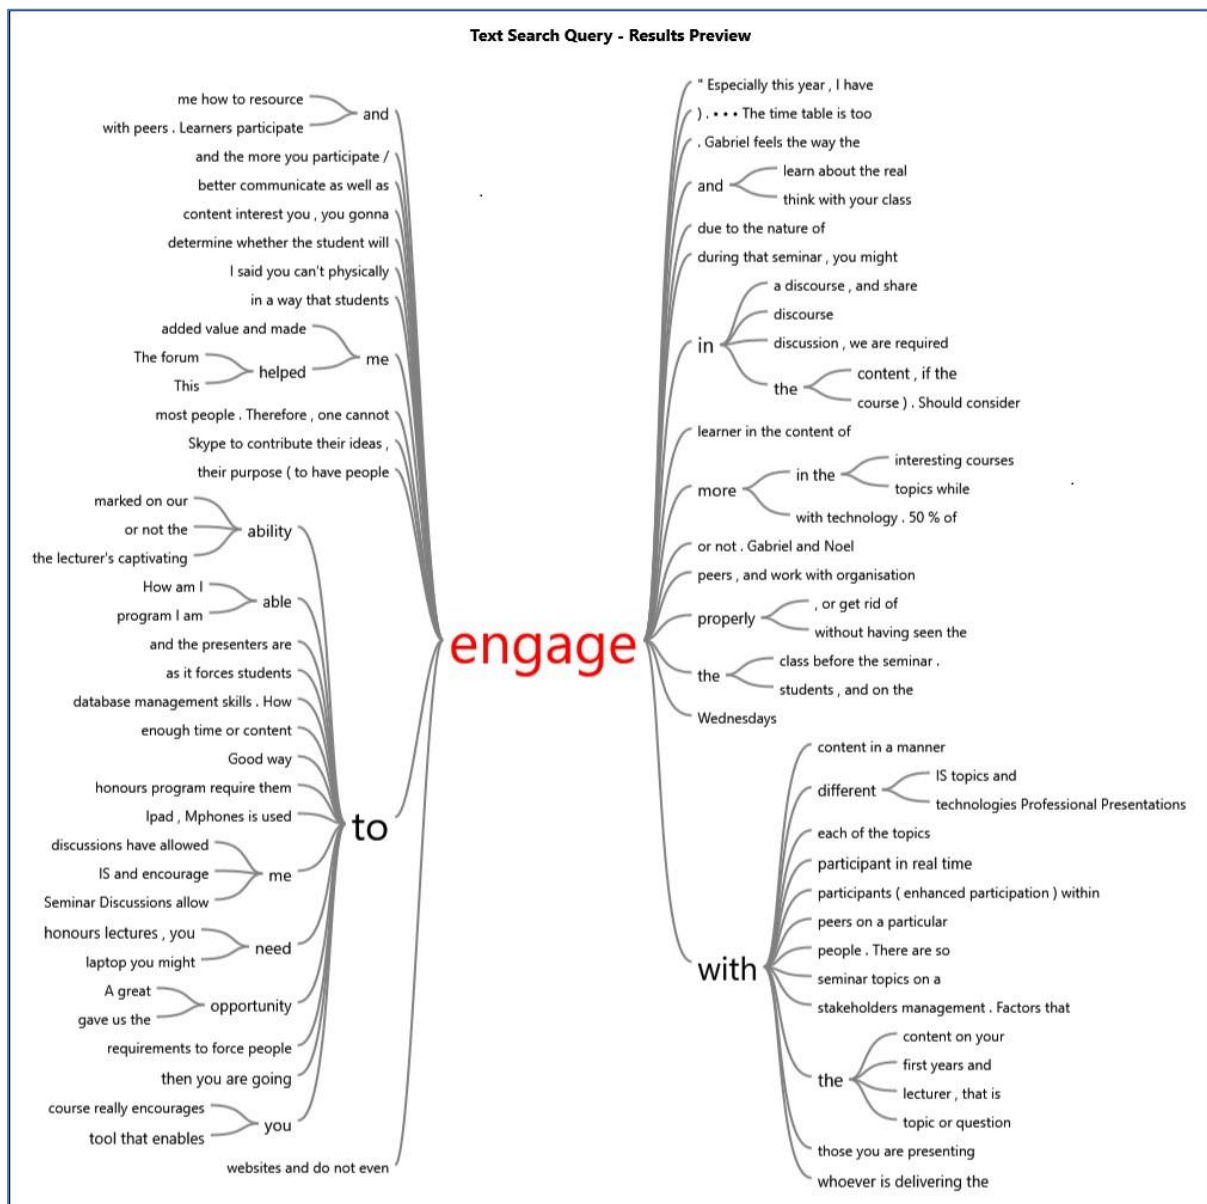 Text Search Query - Results Preview
me how to resource
with peers . Learners participate
and
and the more you participate /
better communicate as well as
content interest you , you gonna
determine whether the student will
I said you can't physically
in a way that students
added value and made
The forum
This
helped
me
most people . Therefore , one cannot
Skype to contribute their ideas ,
their purpose ( to have people
marked on our
or not the
the lecturer's captivating
ability
How am I
program I am
able
and the presenters are
as it forces students
database management skills . How
enough time or content
Good way
honours program require them
Ipad , Mphones is used
to
discussions have allowed
IS and encourage
Seminar Discussions allow
me
honours lectures , you
laptop you might
need
A great
gave us the
opportunity
requirements to force people
then you are going
course really encourages
tool that enables
you
websites and do not even
engage
" Especially this year , I have
) . • • • The time table is too
. Gabriel feels the way the
and
learn about the real
think with your class
due to the nature of
during that seminar , you might
in
a discourse , and share
discourse
discussion , we are required
the
content , if the
course ) . Should consider
learner in the content of
more
in the
interesting courses
topics while
with technology . 50 % of
or not . Gabriel and Noel
peers , and work with organisation
properly
, or get rid of
without having seen the
the
class before the seminar .
students , and on the
Wednesdays
with
content in a manner
different
IS topics and
technologies Professional Presentations
each of the topics
participant in real time
participants ( enhanced participation ) within
peers on a particular
people . There are so
seminar topics on a
stakeholders management . Factors that
the
content on your
first years and
lecturer , that is
topic or question
those you are presenting
whoever is delivering the